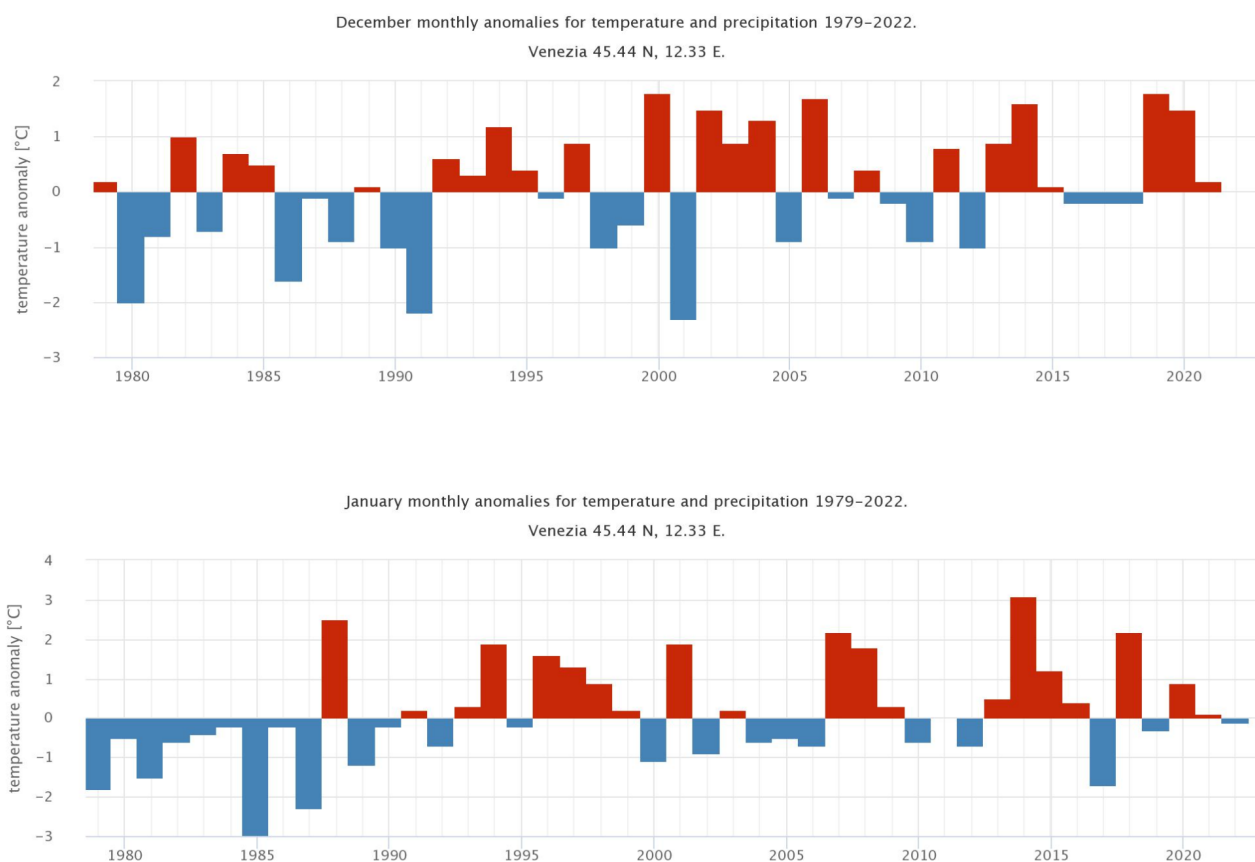 December monthly anomalies for temperature and precipitation 1979-2022.
Venezia 45.44 N, 12.33 E.
temperature anomaly [°C]
2
1
0
-1
-2
-3
1980 1985 1990 1995 2000 2005 2010 2015 2020
January monthly anomalies for temperature and precipitation 1979-2022.
Venezia 45.44 N, 12.33 E.
temperature anomaly [°C]
4
3
2
1
0
-1
-2
-3
1980 1985 1990 1995 2000 2005 2010 2015 2020